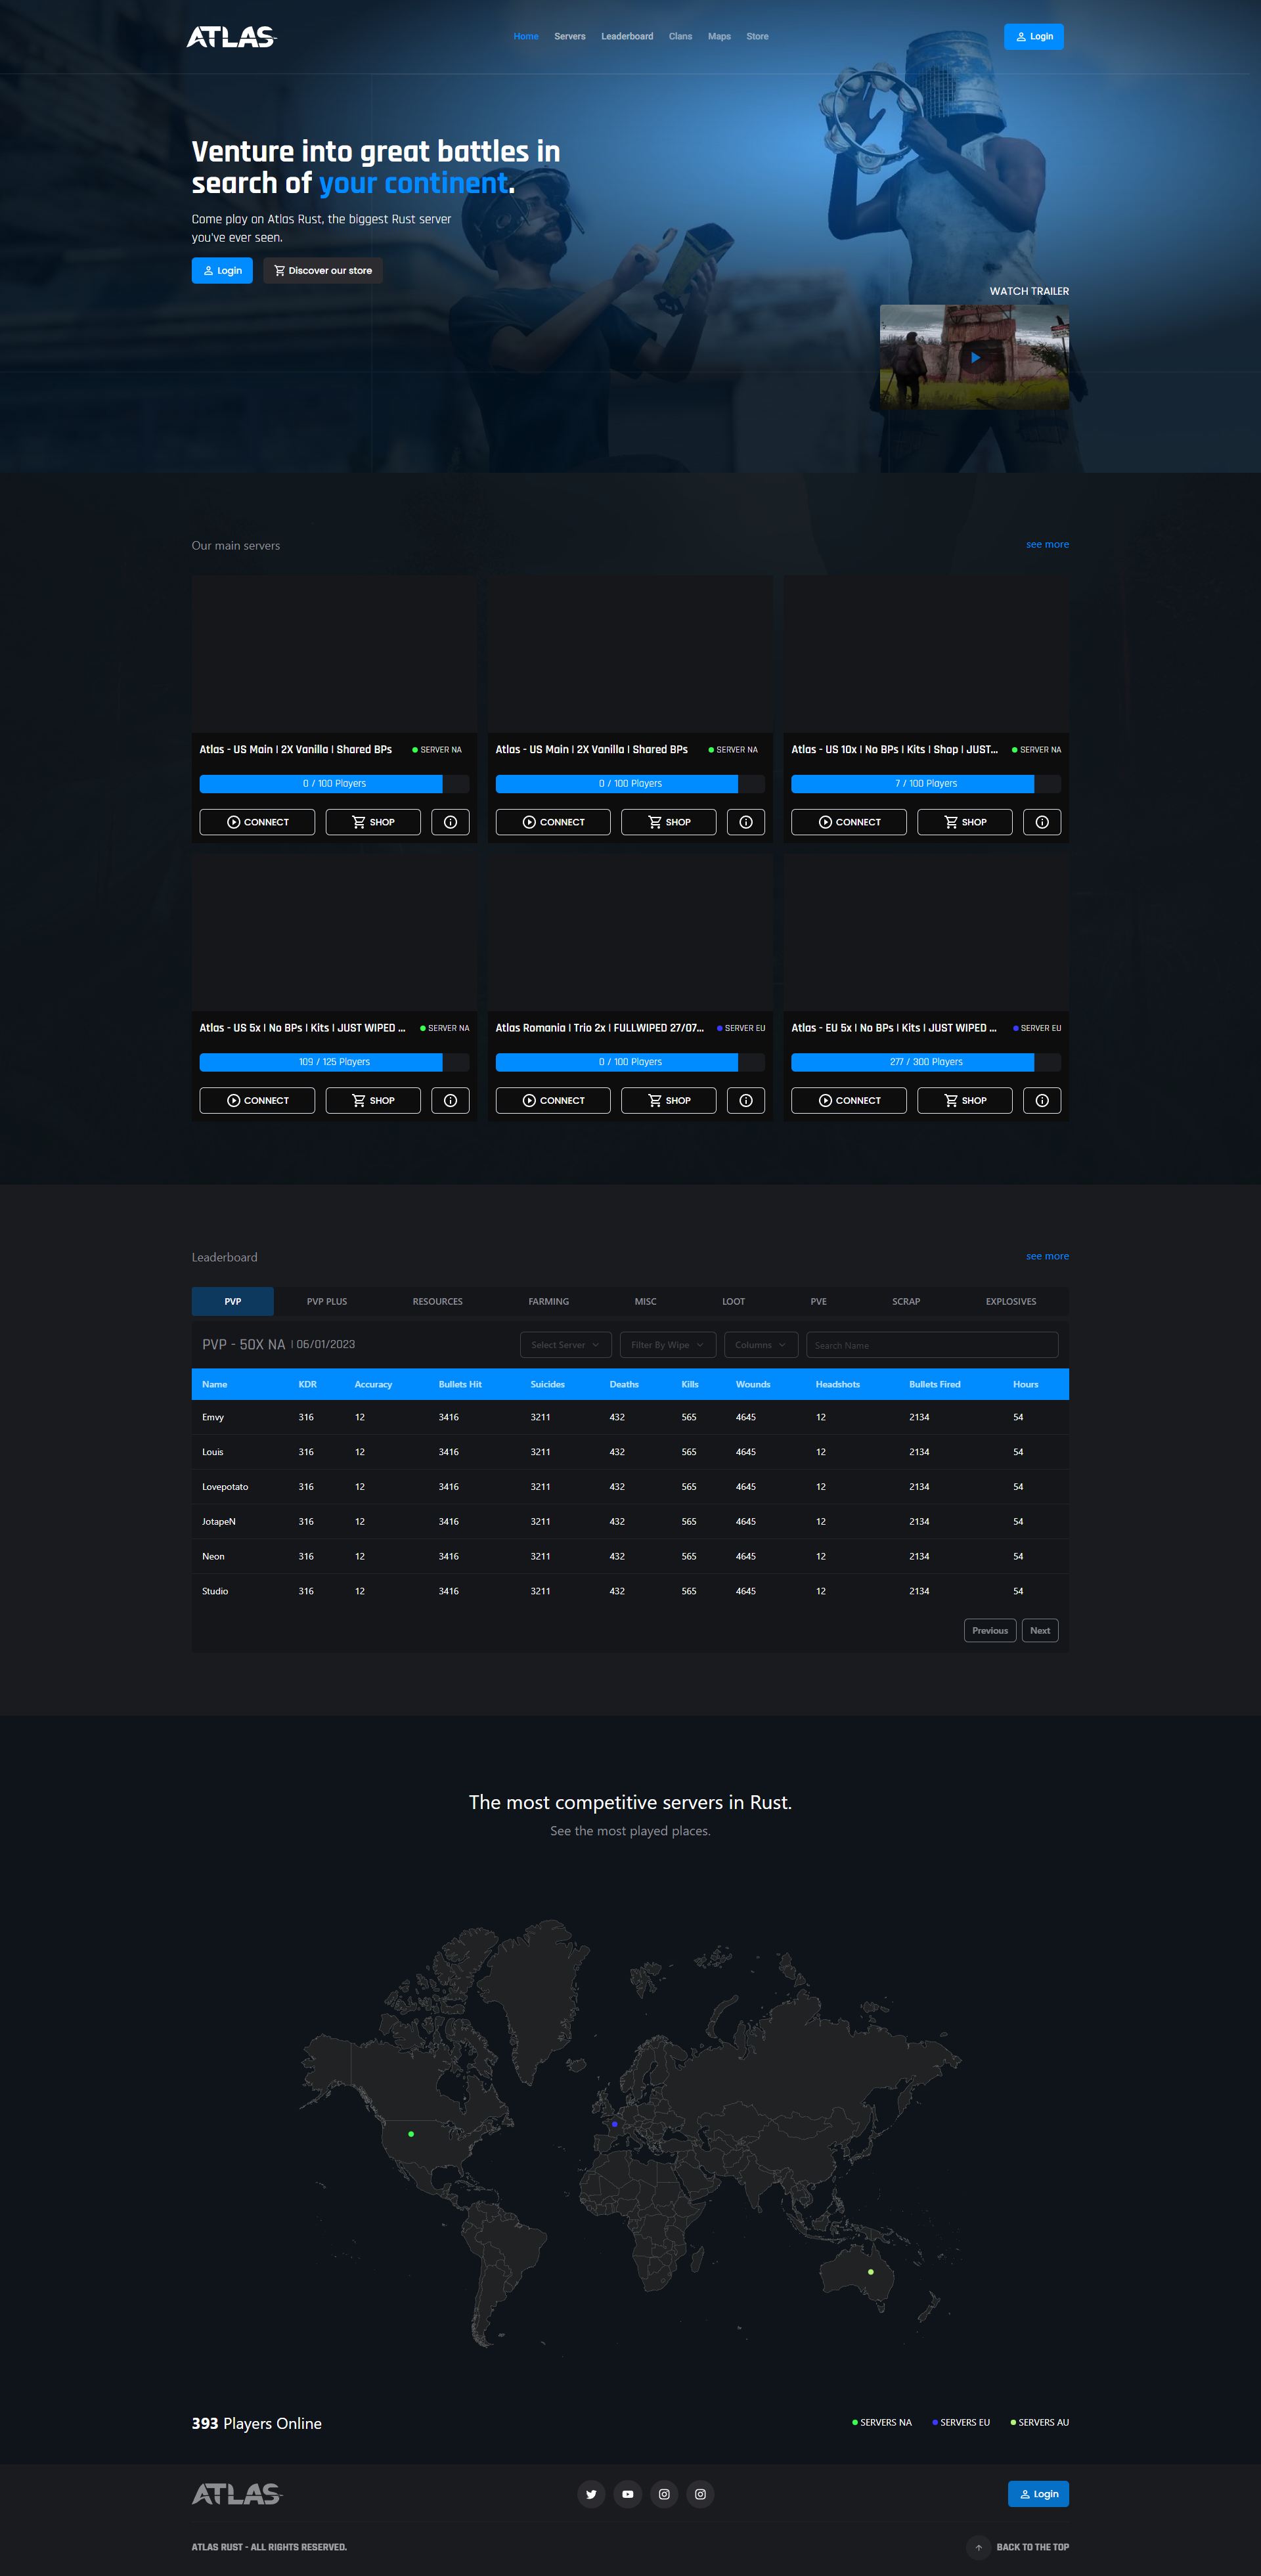 ATLAS
Home Servers Leaderboard Clans Maps Store
Login
Venture into great battles in
search of your continent.
Come play on Atlas Rust, the biggest Rust server
you've ever seen.
Login Discover our store
WATCH TRAILER
Our main servers see more
Atlas - US Main | 2X Vanilla | Shared BPs SERVER NA
0 / 100 Players
CONNECT SHOP
Atlas - US Main | 2X Vanilla | Shared BPs SERVER NA
0 / 100 Players
CONNECT SHOP
Atlas - US 10x | No BPs | Kits | Shop | JUST... SERVER NA
7 / 100 Players
CONNECT SHOP
Atlas - US 5x | No BPs | Kits | JUST WIPED ... SERVER NA
109 / 125 Players
CONNECT SHOP
Atlas Romania | Trio 2x | FULLWIPED 27/07... SERVER EU
0 / 100 Players
CONNECT SHOP
Atlas - EU 5x | No BPs | Kits | JUST WIPED ... SERVER EU
277 / 300 Players
CONNECT SHOP
Leaderboard see more
PVP PVP PLUS RESOURCES FARMING MISC LOOT PVE SCRAP EXPLOSIVES
PVP - 50X NA | 06/01/2023 Select Server Filter By Wipe Columns Search Name
Name KDR Accuracy Bullets Hit Suicides Deaths Kills Wounds Headshots Bullets Fired Hours
Emvy 316 12 3416 3211 432 565 4645 12 2134 54
Louis 316 12 3416 3211 432 565 4645 12 2134 54
Lovepotato 316 12 3416 3211 432 565 4645 12 2134 54
JotapeN 316 12 3416 3211 432 565 4645 12 2134 54
Neon 316 12 3416 3211 432 565 4645 12 2134 54
Studio 316 12 3416 3211 432 565 4645 12 2134 54
Previous Next
The most competitive servers in Rust.
See the most played places.
393 Players Online SERVERS NA SERVERS EU SERVERS AU
ATLAS
Login
ATLAS RUST - ALL RIGHTS RESERVED. BACK TO THE TOP